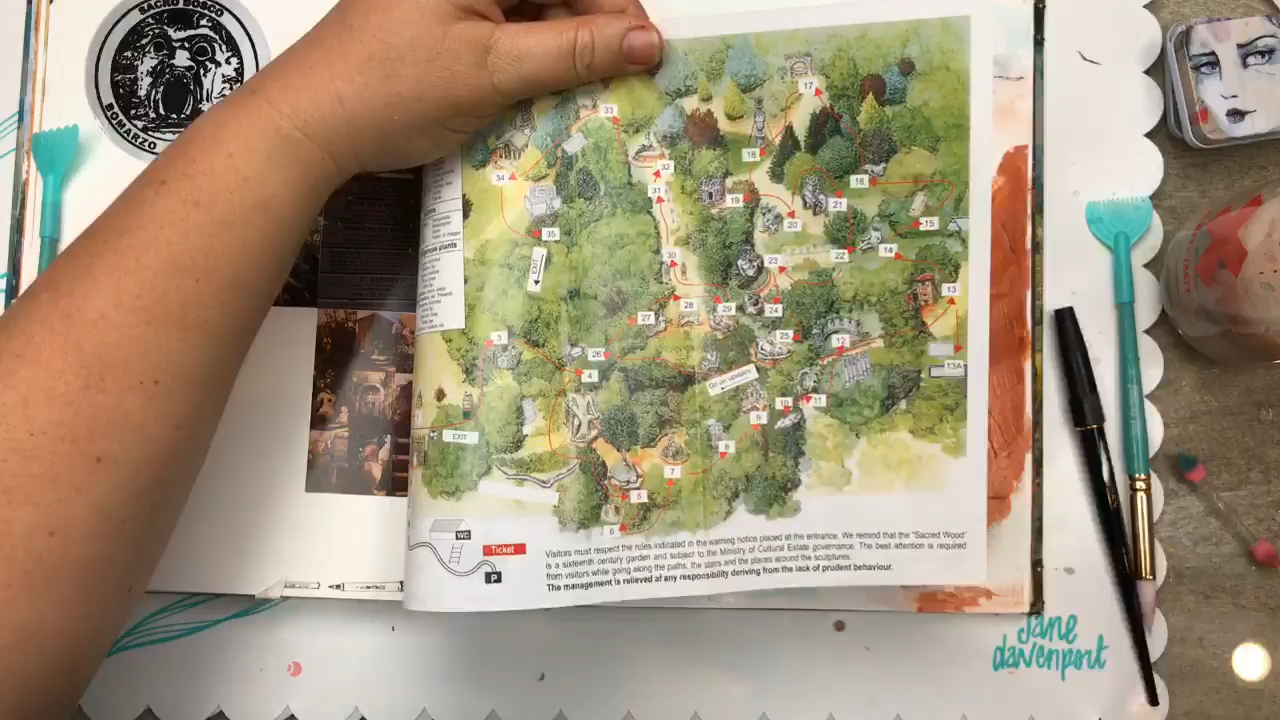 SACRO BOSCO
BOMARZO
17
33
18
32
34
31
16
19
21
20
15
35
14
22
EXIT
30
23
13
28
29
24
27
3
25
12
26
4
13A
Go on upstairs
11
10
9
EXIT
8
7
5
6
WC
Ticket
P
Visitors must respect the rules indinated in the warning notice placed at the entrance. We remind that the "Sacred Wood"
is a sixteenth century garden and subject to the Ministry of Cultural Estate governance. The best attention is required
from visitors while going along the paths, the stairs and the places around the sculptures.
The management is relieved of any responsibility deriving from the lack of prudent behaviour.
jane
davenport